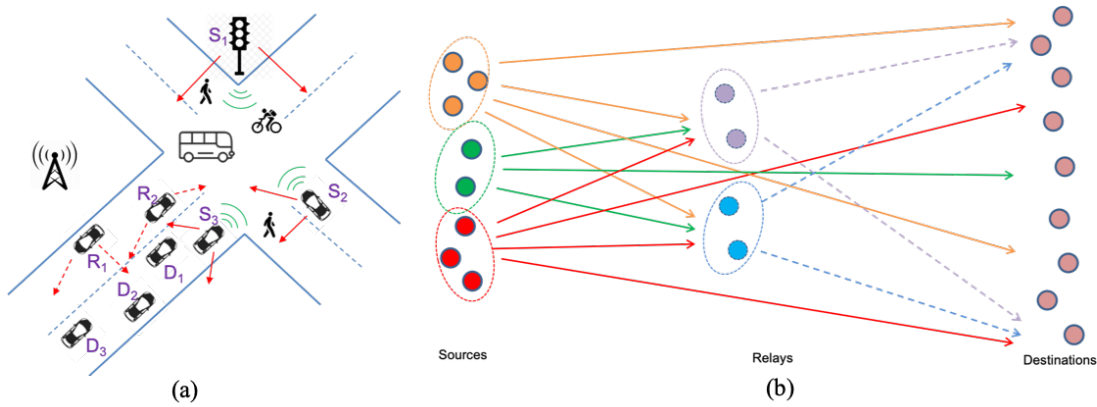 S1
S2
R2
S3
R1
D1
D2
D3
(a)
Sources
Relays
Destinations
(b)